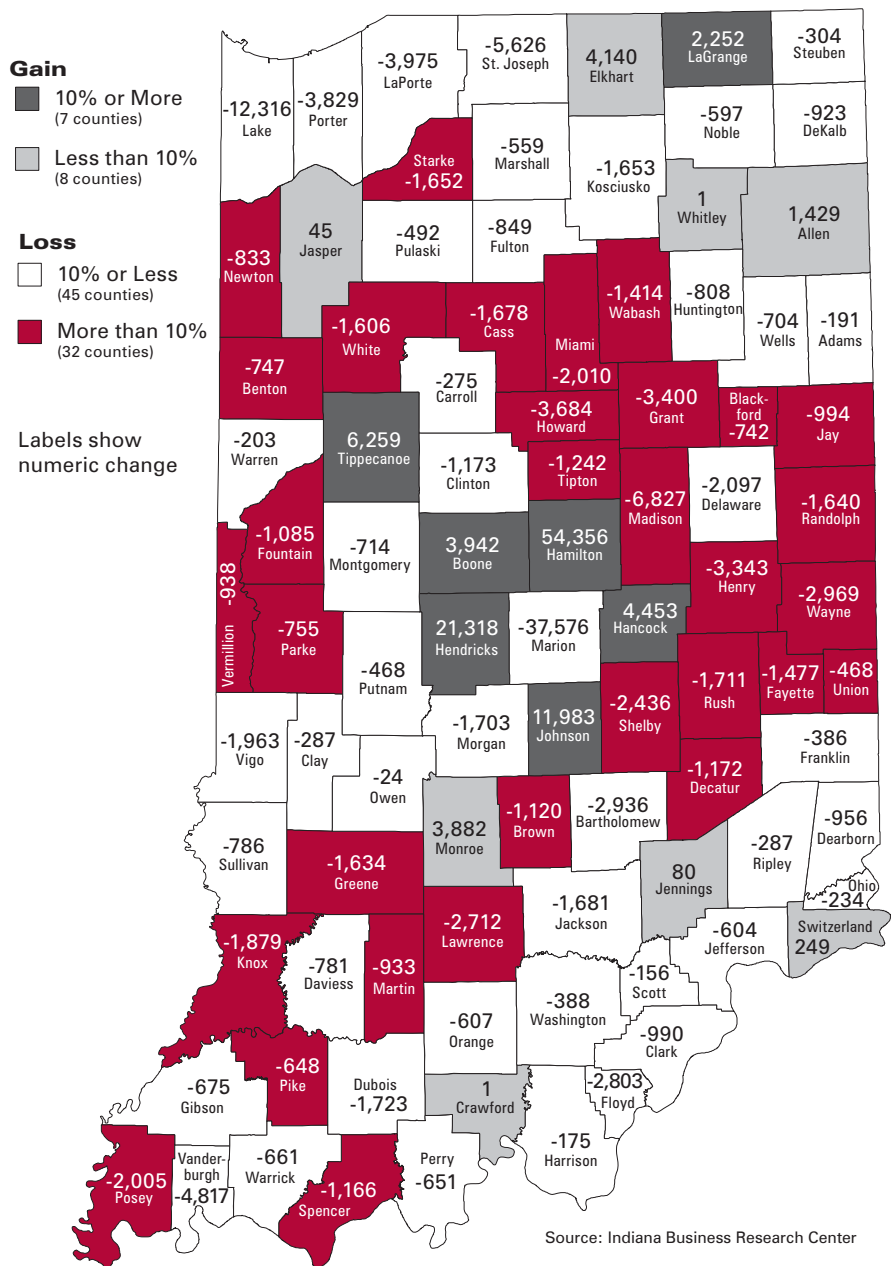 Gain
10% or More
(7 counties)
Less than 10%
(8 counties)
Loss
10% or Less
(45 counties)
More than 10%
(32 counties)
Labels show
numeric change
-12,316
Lake
-3,829
Porter
-3,975
LaPorte
-5,626
St. Joseph
4,140
Elkhart
2,252
LaGrange
-304
Steuben
-597
Noble
-923
DeKalb
Starke
-1,652
-559
Marshall
-1,653
Kosciusko
1
Whitley
1,429
Allen
-833
Newton
45
Jasper
-492
Pulaski
-849
Fulton
-1,606
White
-1,678
Cass
Miami
-2,010
-1,414
Wabash
-808
Huntington
-704
Wells
-191
Adams
-747
Benton
-275
Carroll
-3,684
Howard
-3,400
Grant
Black-
ford
-742
-994
Jay
-203
Warren
6,259
Tippecanoe
-1,173
Clinton
-1,242
Tipton
-6,827
Madison
-2,097
Delaware
-1,640
Randolph
-1,085
Fountain
-714
Montgomery
3,942
Boone
54,356
Hamilton
-3,343
Henry
-2,969
Wayne
-938
Vermillion
-755
Parke
-468
Putnam
21,318
Hendricks
-37,576
Marion
4,453
Hancock
-1,711
Rush
-1,477
Fayette
-468
Union
-1,963
Vigo
-287
Clay
-24
Owen
-1,703
Morgan
11,983
Johnson
-2,436
Shelby
-1,172
Decatur
-386
Franklin
-786
Sullivan
-1,634
Greene
3,882
Monroe
-1,120
Brown
-2,936
Bartholomew
80
Jennings
-287
Ripley
-956
Dearborn
Ohio
-234
Switzerland
249
-1,879
Knox
-781
Daviess
-933
Martin
-2,712
Lawrence
-1,681
Jackson
-604
Jefferson
-156
Scott
-607
Orange
-388
Washington
-990
Clark
-675
Gibson
-648
Pike
Dubois
-1,723
1
Crawford
-2,803
Floyd
-175
Harrison
-2,005
Posey
Vander-
burgh
-4,817
-661
Warrick
-1,166
Spencer
Perry
-651
Source: Indiana Business Research Center